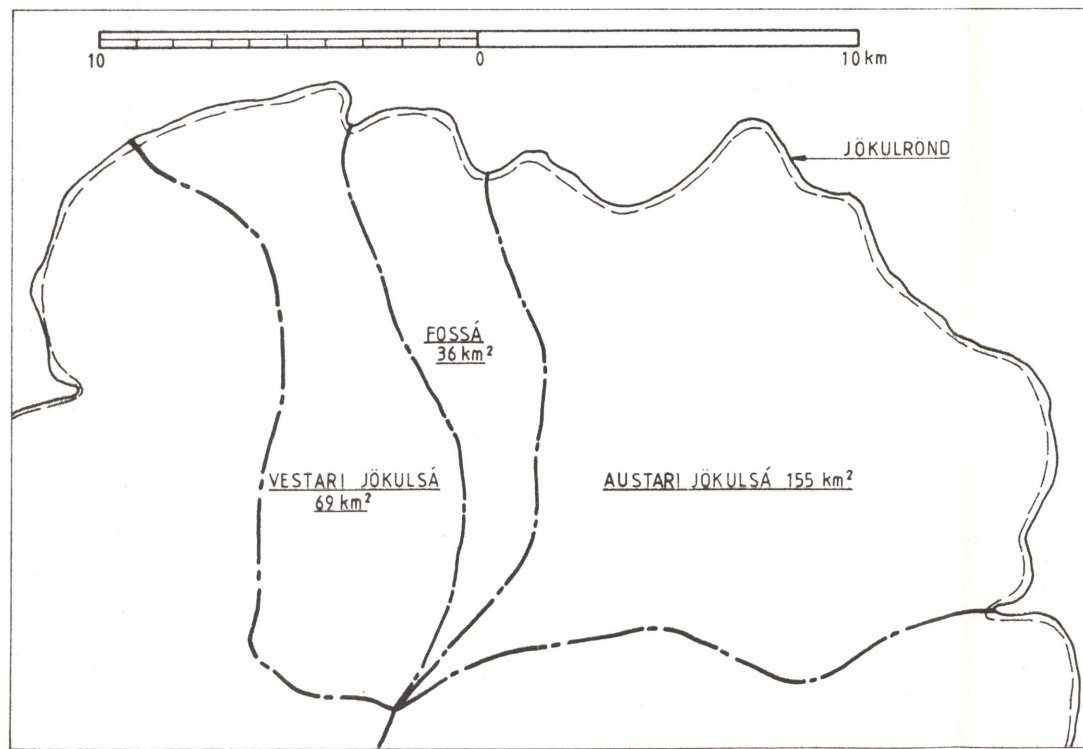 10 0 10 km
JÖKULRÖND
FOSSÁ
36 km²
VESTARI JÖKULSÁ
69 km²
AUSTARI JÖKULSÁ 155 km²